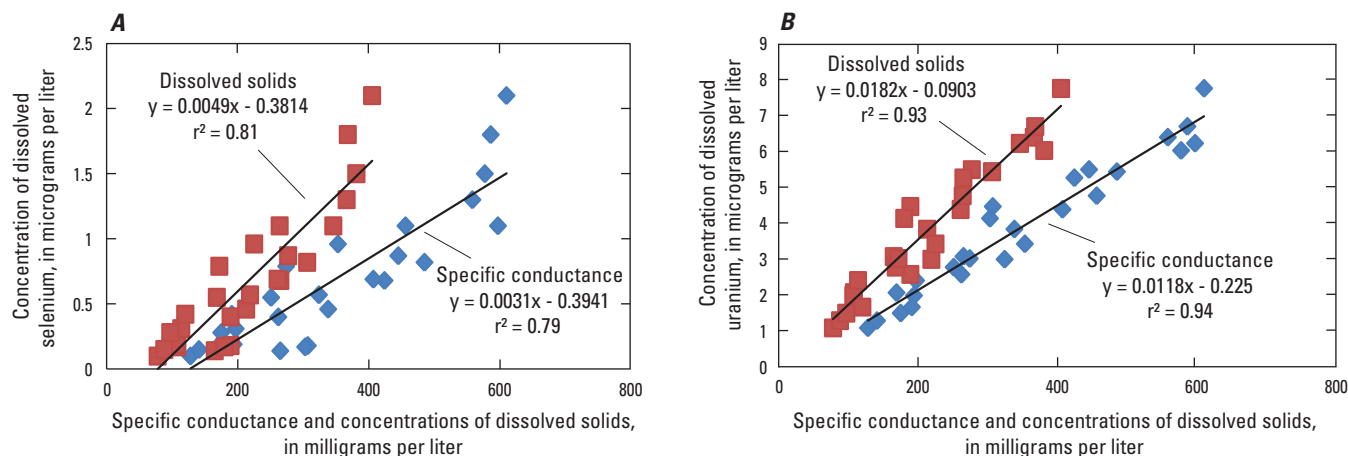 A
Concentration of dissolved
selenium, in micrograms per liter
2.5
2
1.5
1
0.5
0
Dissolved solids
y = 0.0049x - 0.3814
r² = 0.81
Specific conductance
y = 0.0031x - 0.3941
r² = 0.79
0 200 400 600 800
Specific conductance and concentrations of dissolved solids,
in milligrams per liter
B
Concentration of dissolved
uranium, in micrograms per liter
9
8
7
6
5
4
3
2
1
0
Dissolved solids
y = 0.0182x - 0.0903
r² = 0.93
Specific conductance
y = 0.0118x - 0.225
r² = 0.94
0 200 400 600 800
Specific conductance and concentrations of dissolved solids,
in milligrams per liter